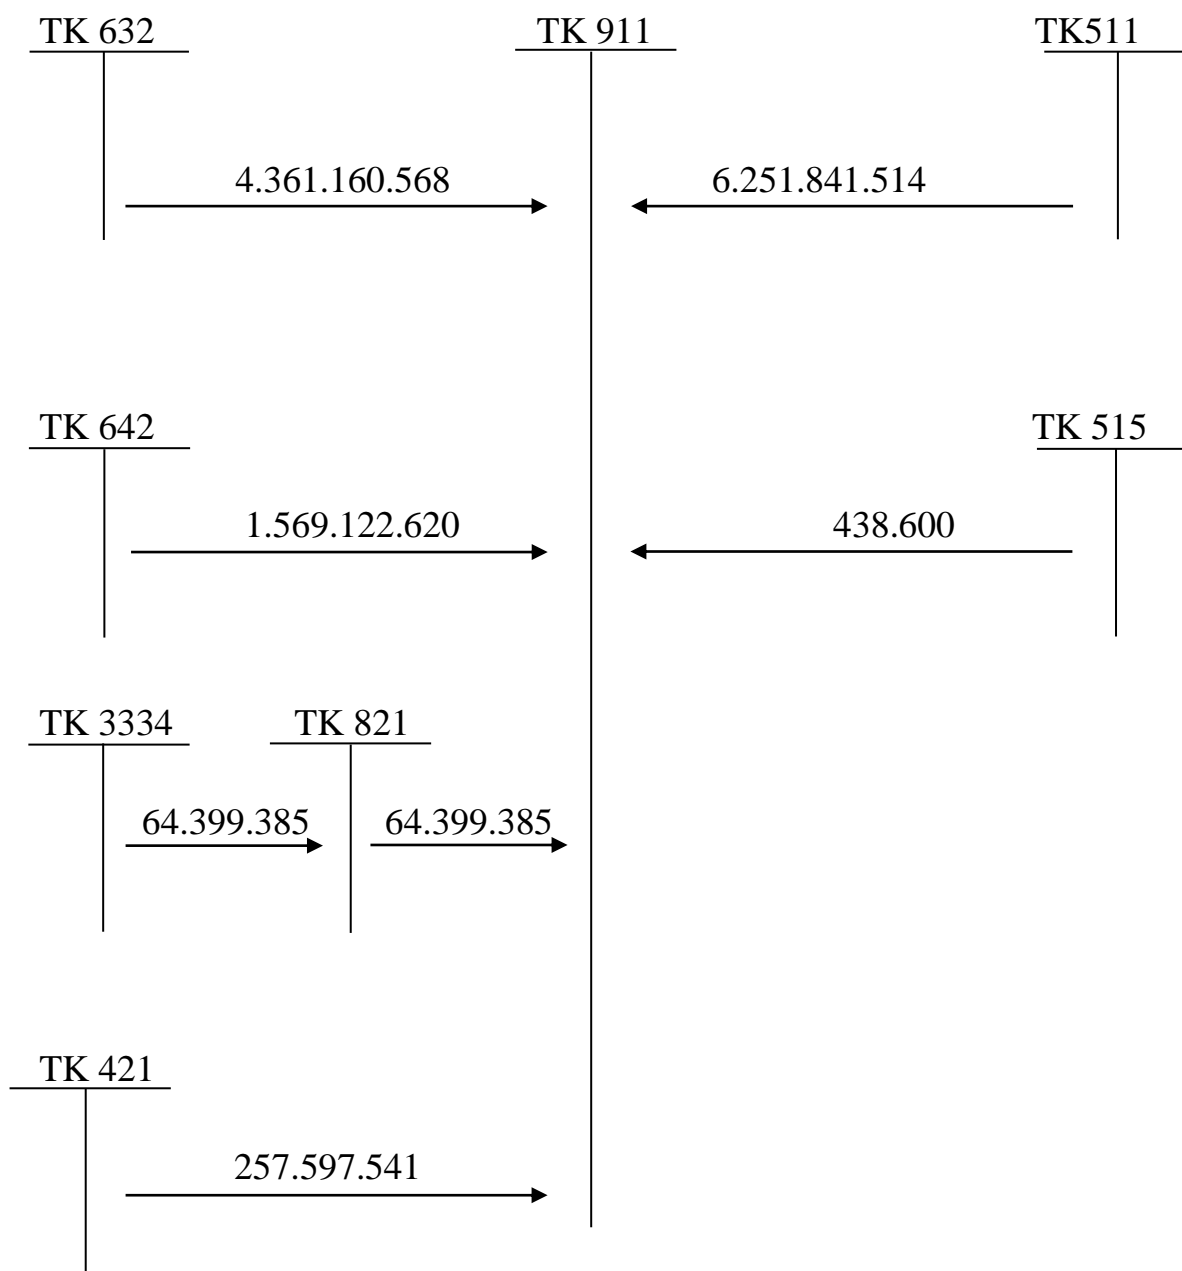 TK 632
TK 911
TK511
4.361.160.568
6.251.841.514
TK 642
TK 515
1.569.122.620
438.600
TK 3334
TK 821
64.399.385
64.399.385
TK 421
257.597.541